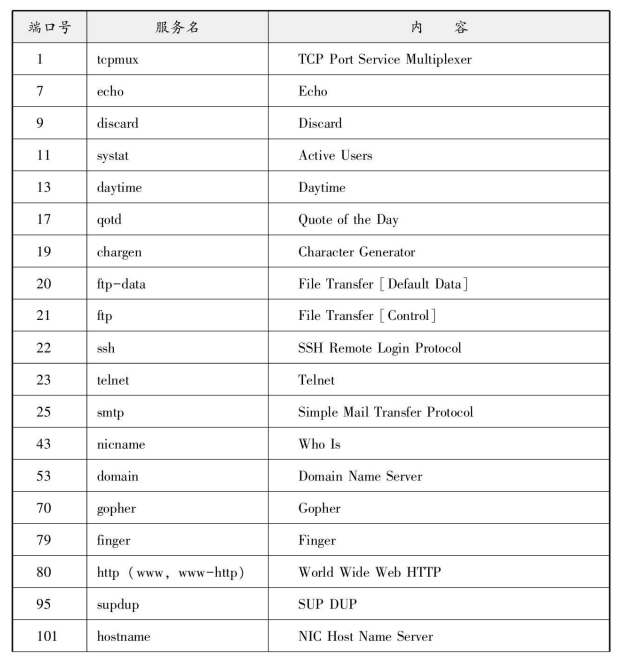 端口号 服务名 内 容
1 tcpmux TCP Port Service Multiplexer
7 echo Echo
9 discard Discard
11 systat Active Users
13 daytime Daytime
17 qotd Quote of the Day
19 chargen Character Generator
20 ftp-data File Transfer [Default Data]
21 ftp File Transfer [Control]
22 ssh SSH Remote Login Protocol
23 telnet Telnet
25 smtp Simple Mail Transfer Protocol
43 nicname Who Is
53 domain Domain Name Server
70 gopher Gopher
79 finger Finger
80 http (www, www-http) World Wide Web HTTP
95 supdup SUP DUP
101 hostname NIC Host Name Server